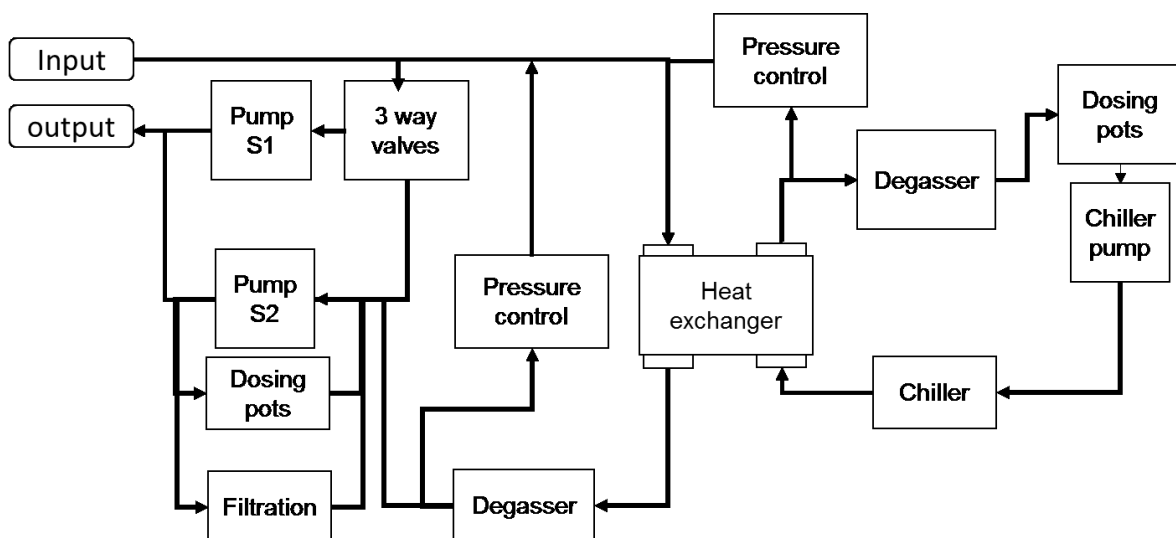 Input
output
Pump
S1
3 way
valves
Pressure
control
Dosing
pots
Degasser
Chiller
pump
Pump
S2
Pressure
control
Heat
exchanger
Dosing
pots
Chiller
Filtration
Degasser